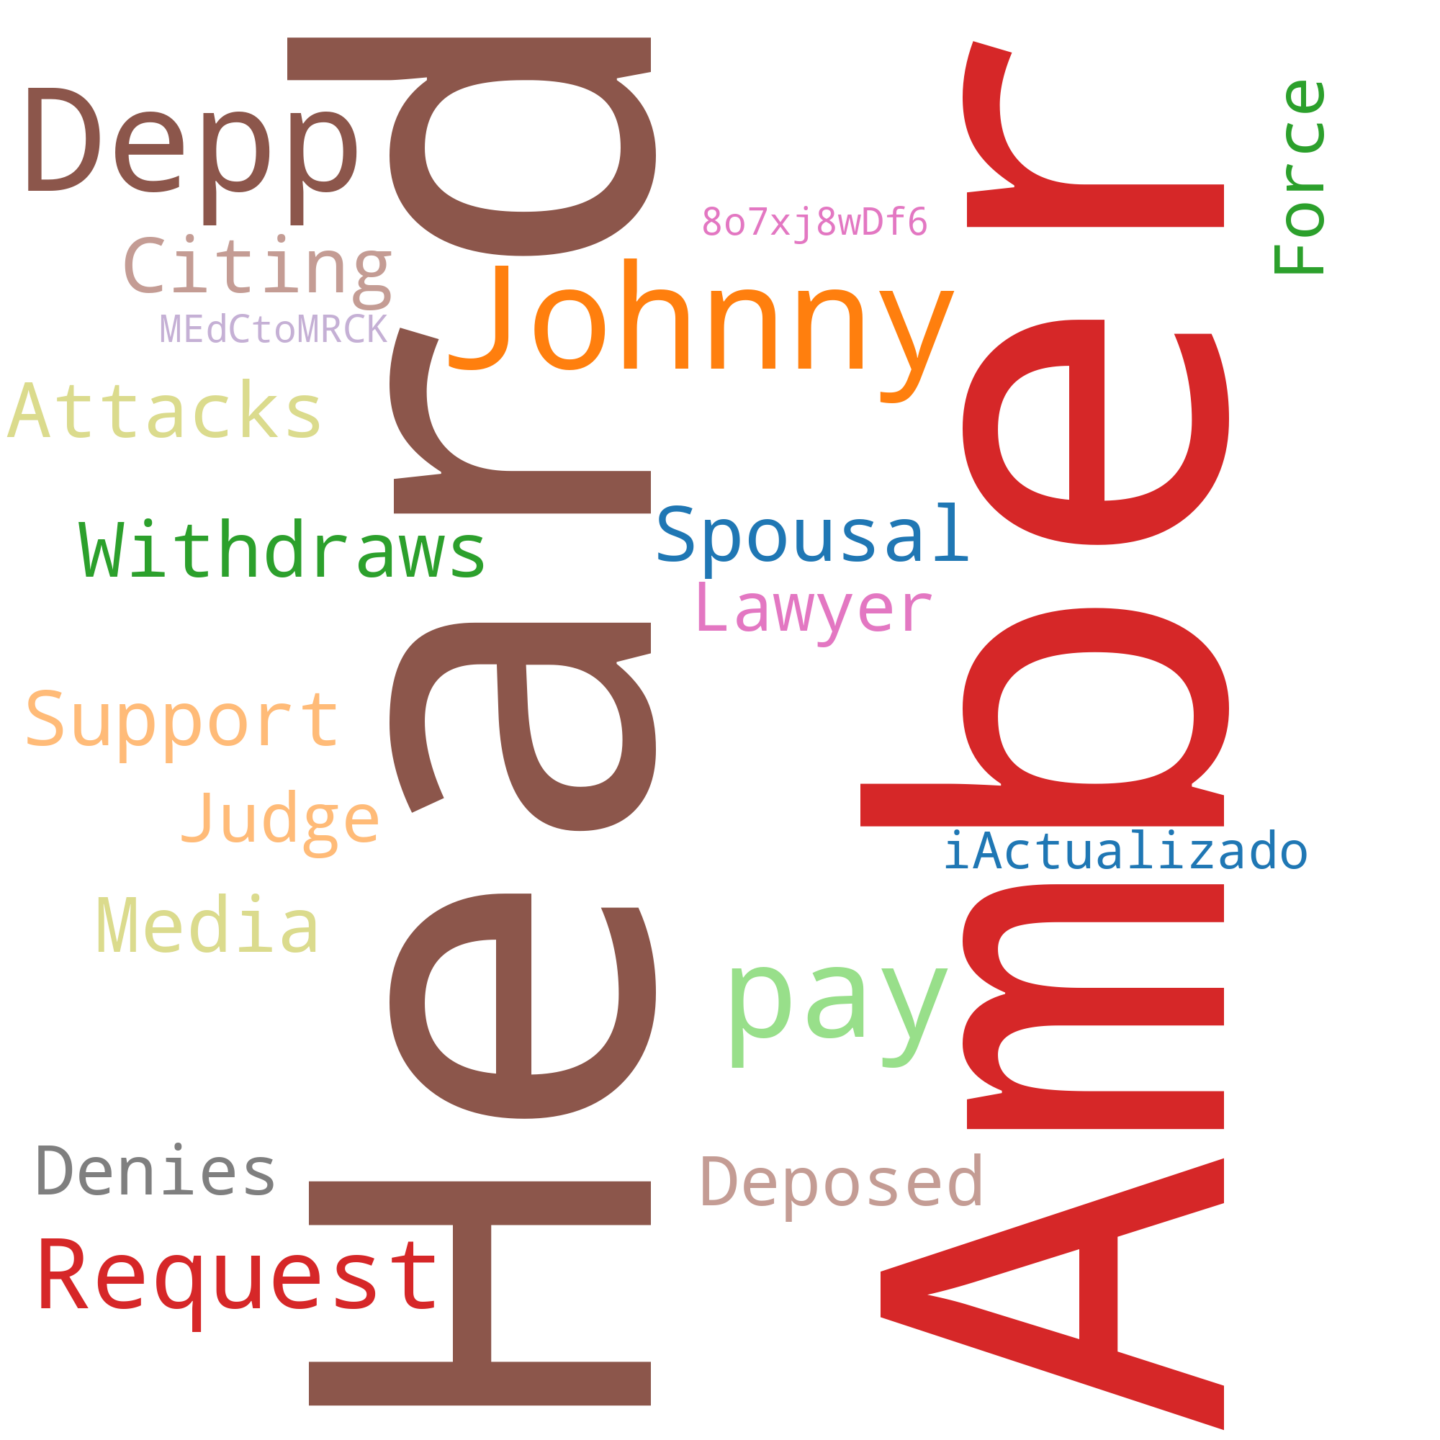 Depp
Heard
Amber
Force
8o7xj8wDf6
Citing
Johnny
MEdCtoMRCK
Attacks
Withdraws
Spousal
Lawyer
Support
Judge
iActualizado
Media
pay
Denies
Deposed
Request